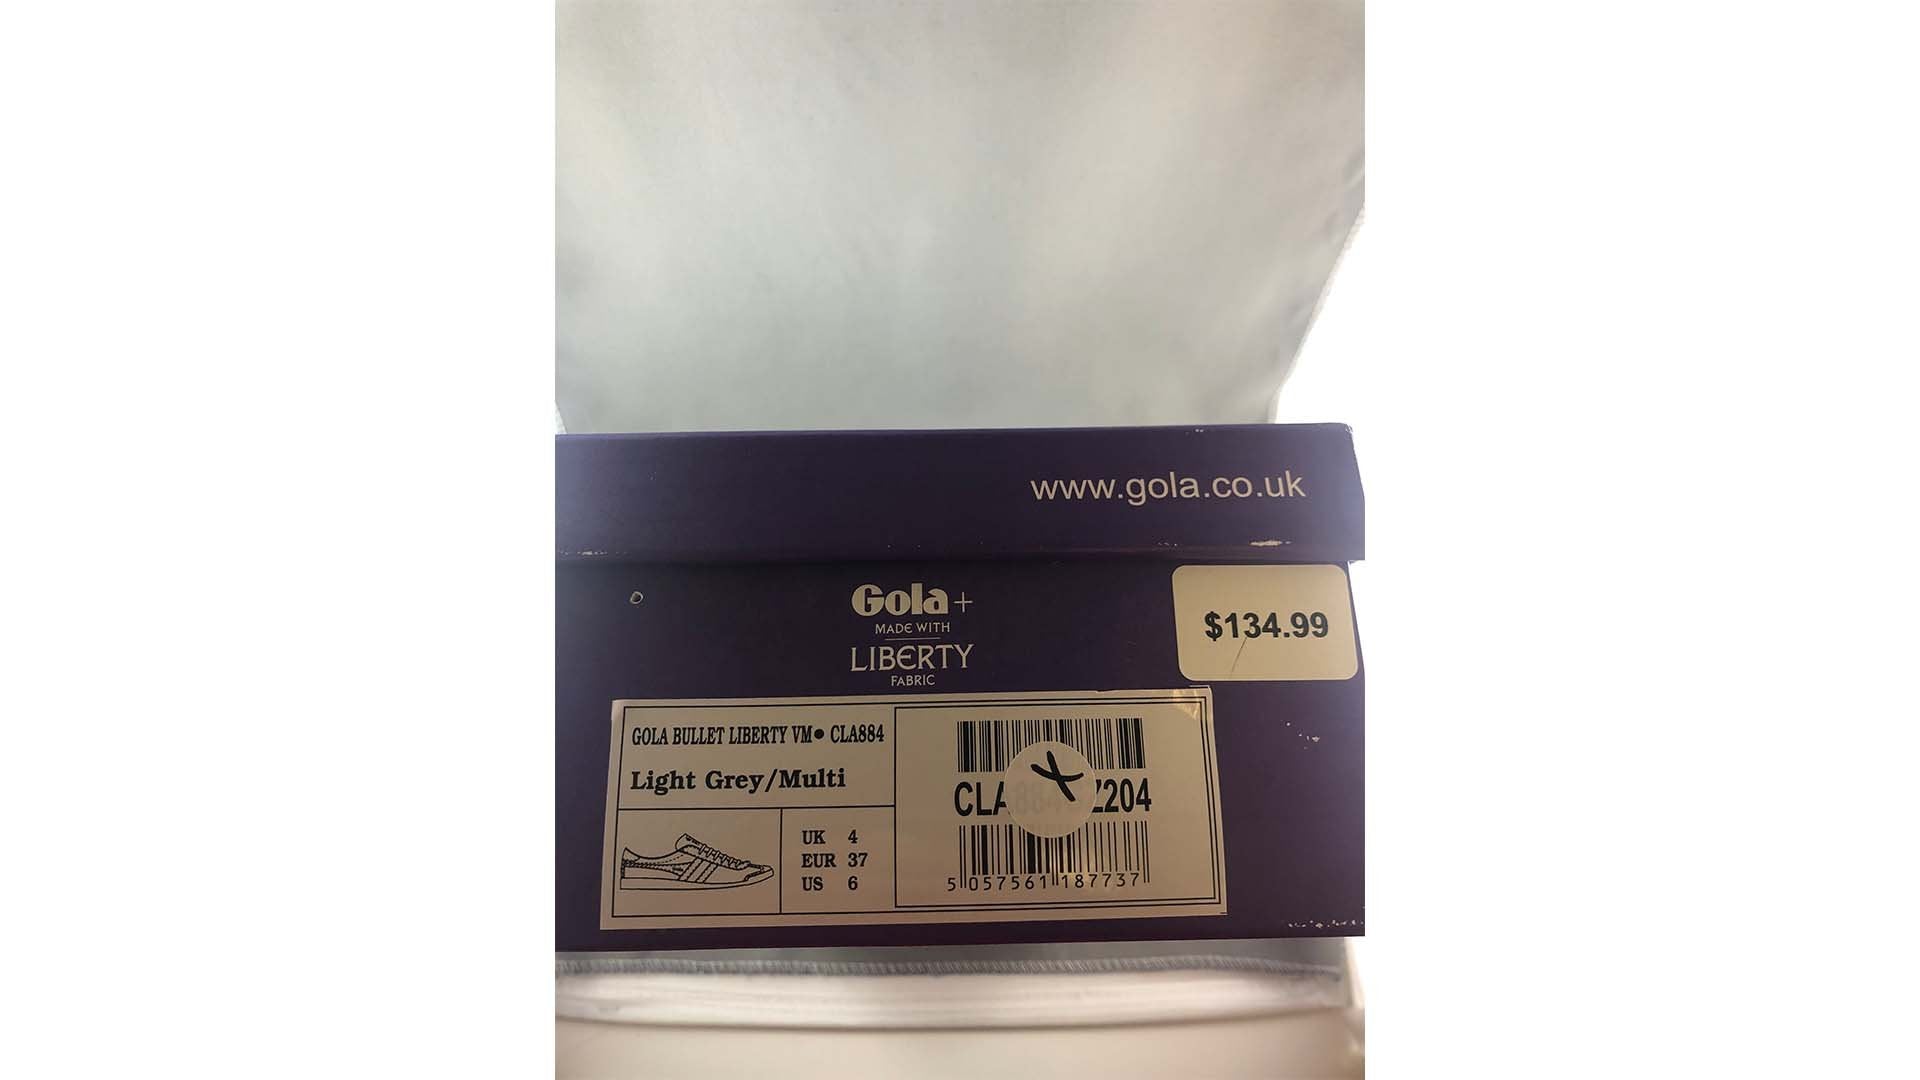 www.gola.co.uk
Gola+
MADE WITH
LIBERTY
FABRIC
$134.99
GOLA BULLET LIBERTY VM• CLA884
Light Grey/Multi
UK 4
EUR 37
US 6
5 057561 187737